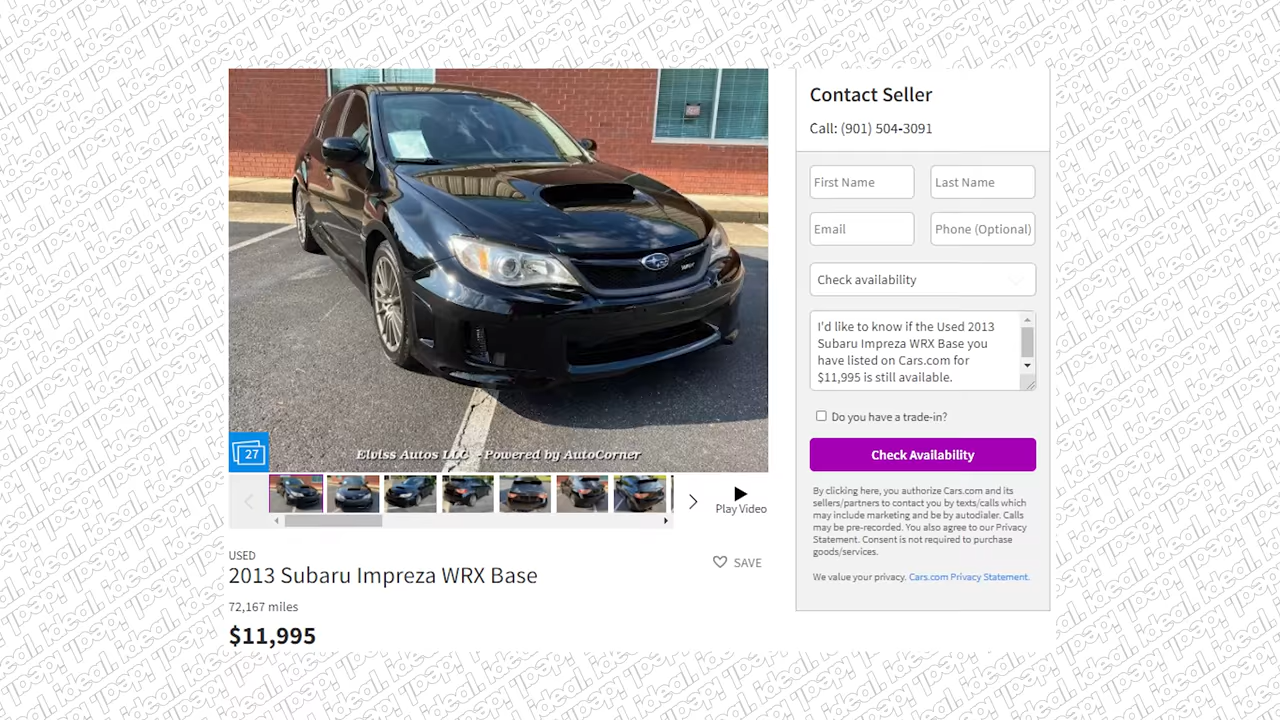 27
Elviss Autos LLC - Powered by AutoCorner
Play Video
USED
SAVE
2013 Subaru Impreza WRX Base
72,167 miles
$11,995
Contact Seller
Call: (901) 504-3091
First Name
Last Name
Email
Phone (Optional)
Check availability
I'd like to know if the Used 2013
Subaru Impreza WRX Base you
have listed on Cars.com for
$11,995 is still available.
Do you have a trade-in?
Check Availability
By clicking here, you authorize Cars.com and its
sellers/partners to contact you by texts/calls which
may include marketing and be by autodialer. Calls
may be pre-recorded. You also agree to our Privacy
Statement. Consent is not required to purchase
goods/services.
We value your privacy. Cars.com Privacy Statement.